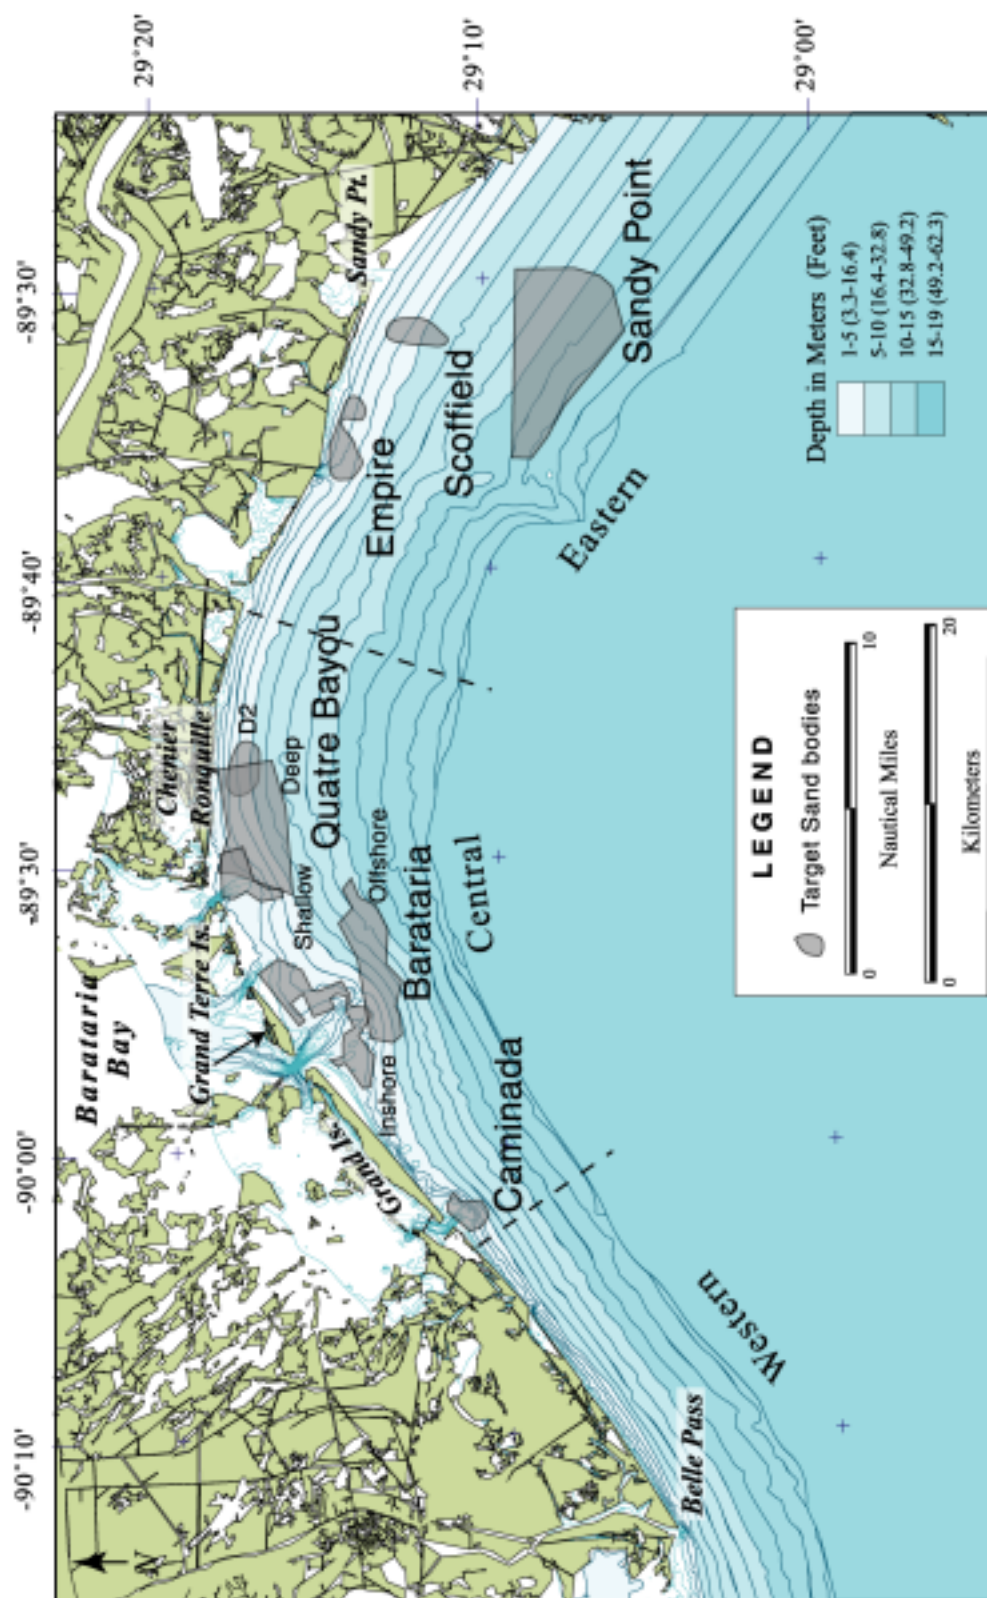 -90°10'
-90°00'
-89°30'
-89°40'
-89°30'
29°20'
29°10'
29°00'
N
Barataria
Bay
Grand Terre Is.
Chenier
Ronquille
Sandy Pt.
Grand Is.
Belle Pass
D2
Deep
Shallow
Quatre Bayou
Offshore
Inshore
Barataria
Caminada
Empire
Scoffield
Sandy Point
Western
Central
Eastern
LEGEND
Target Sand bodies
0 10
Nautical Miles
0 20
Kilometers
Depth in Meters (Feet)
1-5 (3.3-16.4)
5-10 (16.4-32.8)
10-15 (32.8-49.2)
15-19 (49.2-62.3)